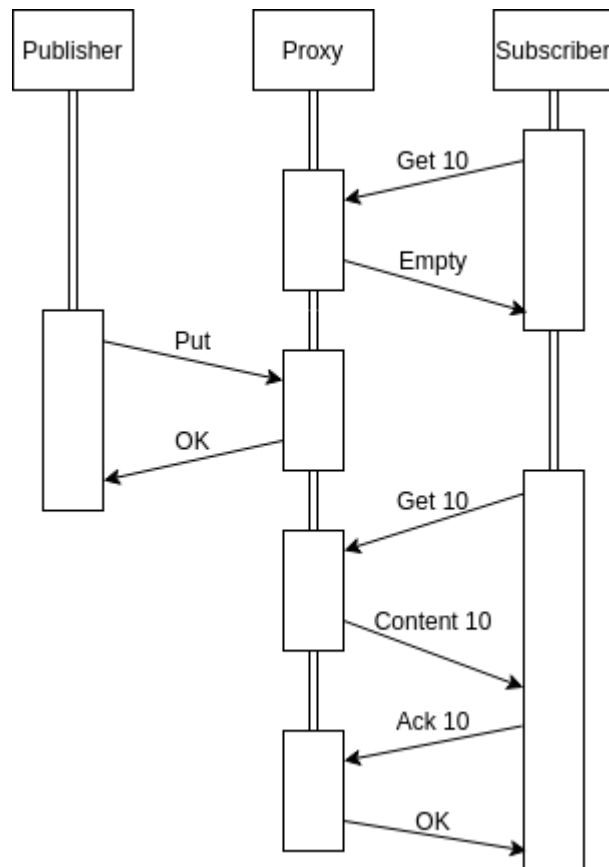 Publisher
Proxy
Subscriber
Get 10
Empty
Put
OK
Get 10
Content 10
Ack 10
OK